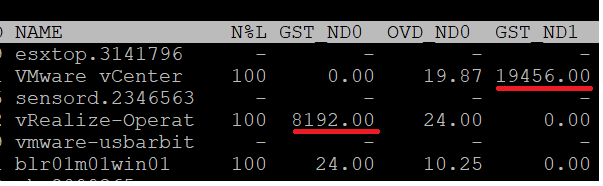 NAME N%L GST_ND0 OVD_ND0 GST_ND1
esxtop.3141796 - - - -
VMware vCenter 100 0.00 19.87 19456.00
sensord.2346563 - - - -
vRealize-Operat 100 8192.00 24.00 0.00
vmware-usbarbit - - - -
blr01m01win01 100 24.00 10.25 0.00